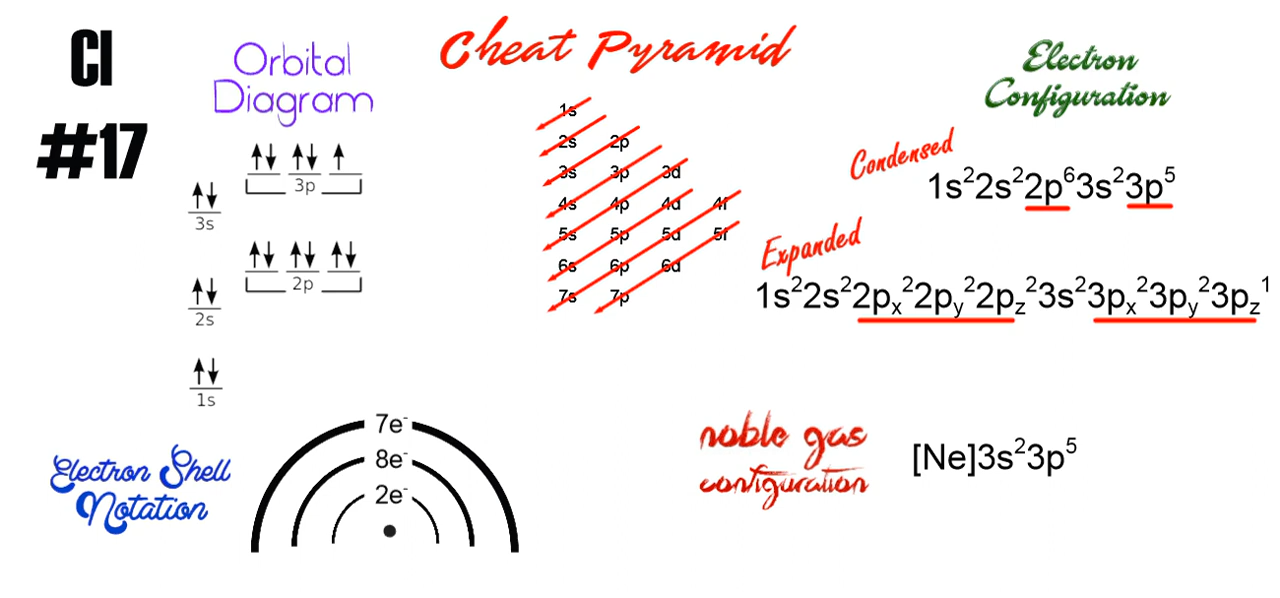 Cl
#17
Orbital
Diagram
3p
3s
2p
2s
1s
Cheat Pyramid
1s
2s 2p
3s 3p 3d
4s 4p 4d 4f
5s 5p 5d 5f
6s 6p 6d
7s 7p
Electron
Configuration
Condensed
1s²2s²2p⁶3s²3p⁵
Expanded
1s²2s²2pₓ²2pᵧ²2p_z²3s²3pₓ²3pᵧ²3p_z¹
Electron Shell
Notation
7e⁻
8e⁻
2e⁻
noble gas
configuration
[Ne]3s²3p⁵